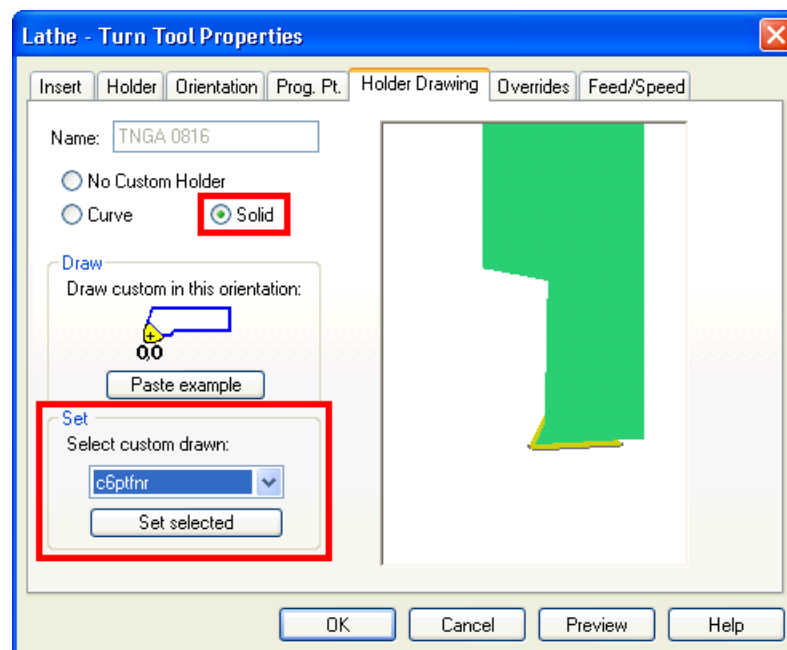 Lathe - Turn Tool Properties
Insert Holder Orientation Prog. Pt. Holder Drawing Overrides Feed/Speed
Name: TNGA 0816
No Custom Holder
Curve Solid
Draw
Draw custom in this orientation:
0,0
Paste example
Set
Select custom drawn:
c6ptfnr
Set selected
OK Cancel Preview Help